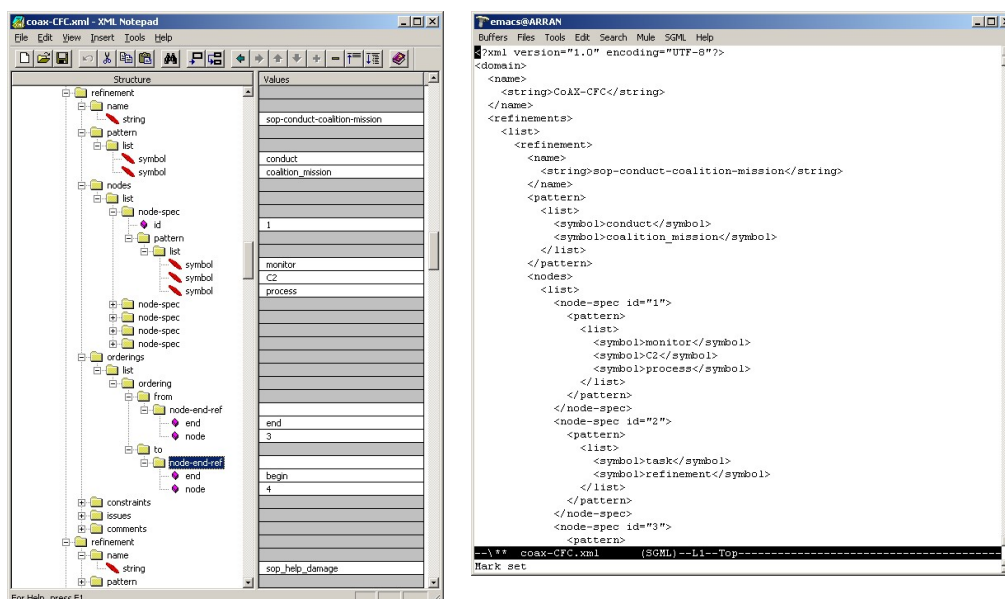 coax-CFC.xml - XML Notepad
File Edit View Insert Tools Help
Structure Values
refinement
name
string sop-conduct-coalition-mission
pattern
list
symbol conduct
symbol coalition_mission
nodes
list
node-spec
id 1
pattern
list
symbol monitor
symbol C2
symbol process
node-spec
node-spec
node-spec
node-spec
orderings
list
ordering
from
node-end-ref
end end
node 3
to
node-end-ref
end begin
node 4
constraints
issues
comments
refinement
name
string sop_help_damage
pattern
For Help, press F1
emacs@ARRAN
Buffers Files Tools Edit Search Mule SGML Help
<?xml version="1.0" encoding="UTF-8"?>
<domain>
<name>
<string>CoAX-CFC</string>
</name>
<refinements>
<list>
<refinement>
<name>
<string>sop-conduct-coalition-mission</string>
</name>
<pattern>
<list>
<symbol>conduct</symbol>
<symbol>coalition_mission</symbol>
</list>
</pattern>
<nodes>
<list>
<node-spec id="1">
<pattern>
<list>
<symbol>monitor</symbol>
<symbol>C2</symbol>
<symbol>process</symbol>
</list>
</pattern>
</node-spec>
<node-spec id="2">
<pattern>
<list>
<symbol>task</symbol>
<symbol>refinement</symbol>
</list>
</pattern>
</node-spec>
<node-spec id="3">
<pattern>
--\** coax-CFC.xml (SGML)--L1--Top--------------------------------------
Mark set